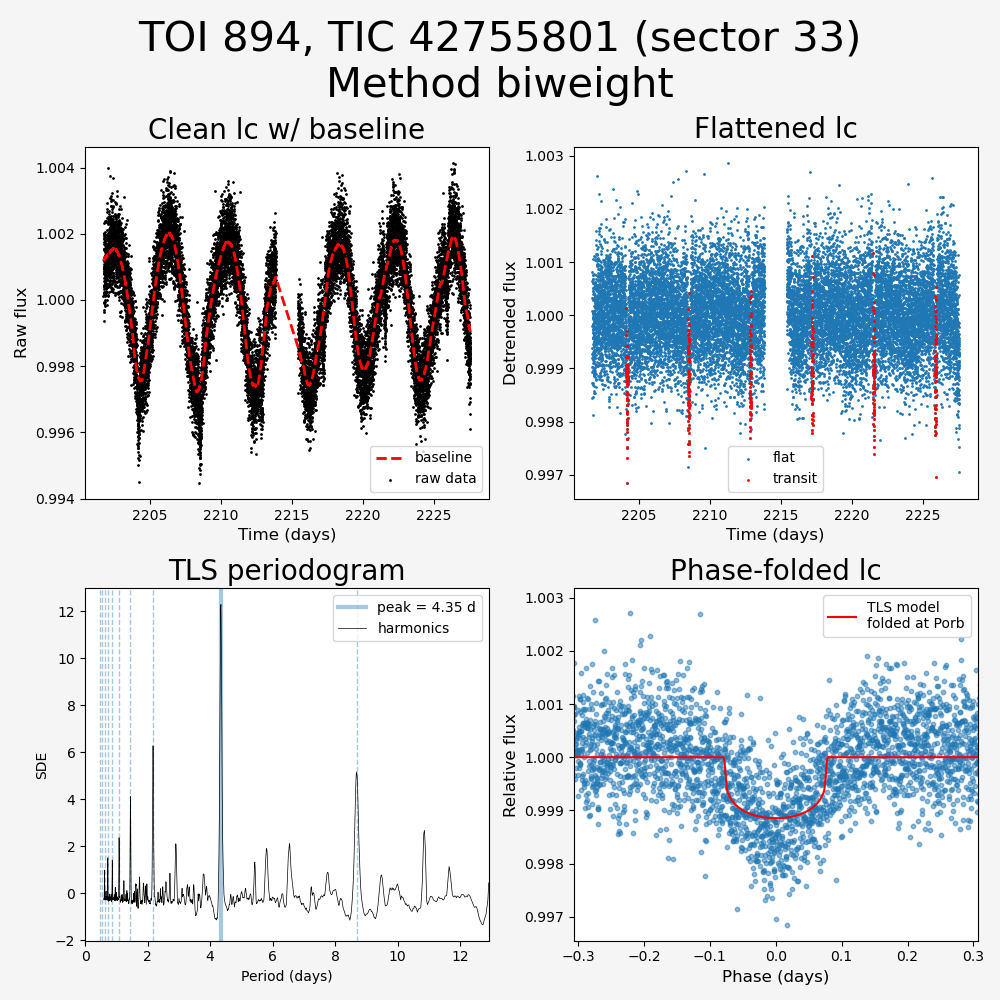 TOI 894, TIC 42755801 (sector 33)
Method biweight
Clean lc w/ baseline
Raw flux
1.004
1.002
1.000
0.998
0.996
0.994
baseline
raw data
2205
2210
2215
2220
2225
Time (days)
Flattened lc
Detrended flux
1.003
1.002
1.001
1.000
0.999
0.998
0.997
flat
transit
2205
2210
2215
2220
2225
Time (days)
TLS periodogram
SDE
12
10
8
6
4
2
0
−2
peak = 4.35 d
harmonics
0
2
4
6
8
10
12
Period (days)
Phase-folded lc
Relative flux
1.003
1.002
1.001
1.000
0.999
0.998
0.997
TLS model
folded at Porb
−0.3
−0.2
−0.1
0.0
0.1
0.2
0.3
Phase (days)